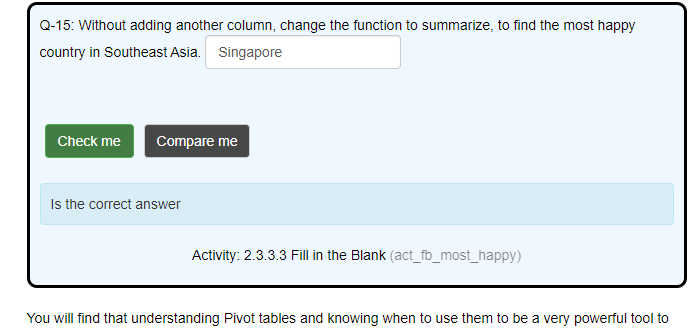 Q-15: Without adding another column, change the function to summarize, to find the most happy
country in Southeast Asia. Singapore
Check me Compare me
Is the correct answer
Activity: 2.3.3.3 Fill in the Blank (act_fb_most_happy)
You will find that understanding Pivot tables and knowing when to use them to be a very powerful tool to